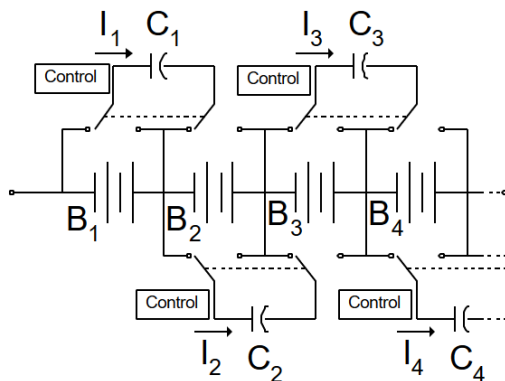 I1 C1 I3 C3
Control Control
B1 B2 B3 B4
Control Control
I2 C2 I4 C4